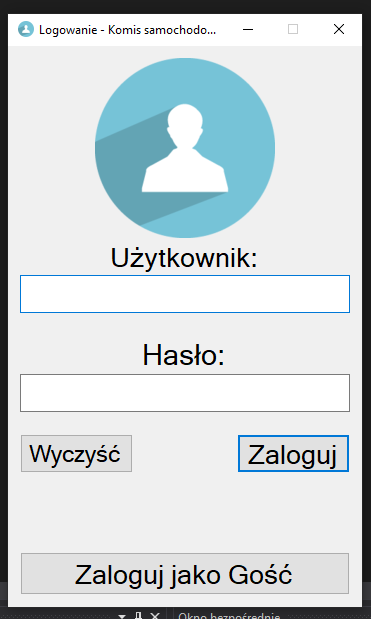 Logowanie - Komis samochodo...
Użytkownik:
Hasło:
Wyczyść
Zaloguj
Zaloguj jako Gość
Okno bezpośrednie